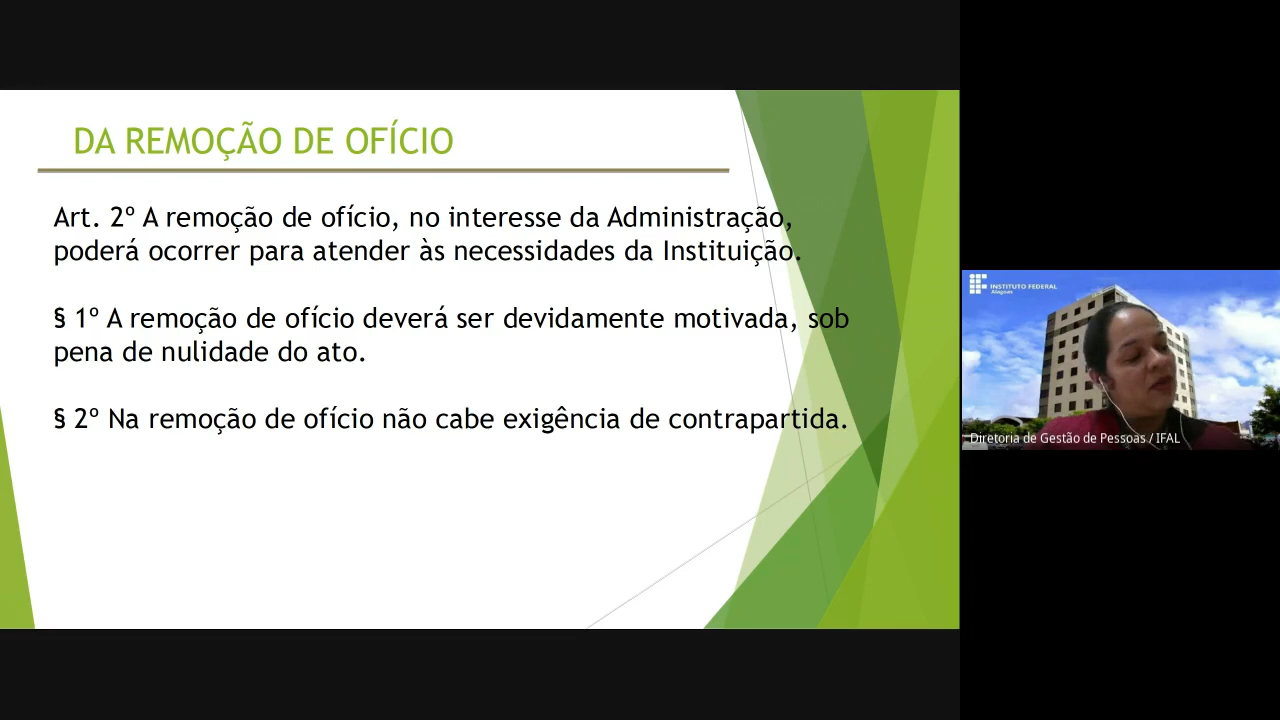 DA REMOÇÃO DE OFÍCIO
Art. 2º A remoção de ofício, no interesse da Administração,
poderá ocorrer para atender às necessidades da Instituição.
§ 1º A remoção de ofício deverá ser devidamente motivada, sob
pena de nulidade do ato.
§ 2º Na remoção de ofício não cabe exigência de contrapartida.
INSTITUTO FEDERAL
Alagoas
Diretoria de Gestão de Pessoas / IFAL